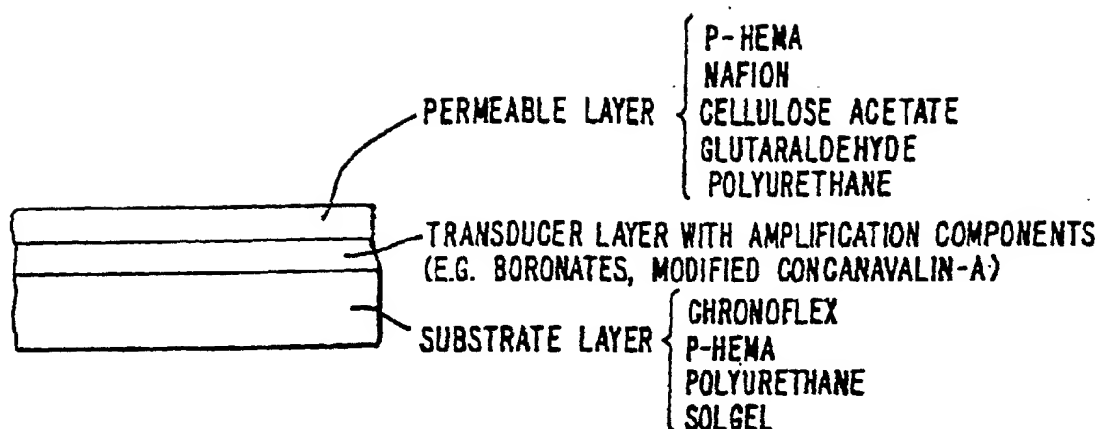 P-HEMA
NAFION
PERMEABLE LAYER
CELLULOSE ACETATE
GLUTARALDEHYDE
POLYURETHANE
TRANSDUCER LAYER WITH AMPLIFICATION COMPONENTS
(E.G. BORONATES, MODIFIED CONCANAVALIN-A)
CHRONOFLEX
SUBSTRATE LAYER
P-HEMA
POLYURETHANE
SOLGEL